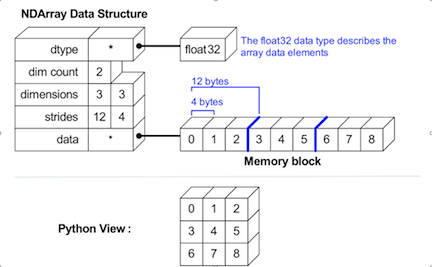 NDArray Data Structure
dtype *
float32
The float32 data type describes the
array data elements
dim count 2
dimensions 3 3
strides 12 4
data *
12 bytes
4 bytes
0 1 2 3 4 5 6 7 8
Memory block
Python View :
0 1 2
3 4 5
6 7 8